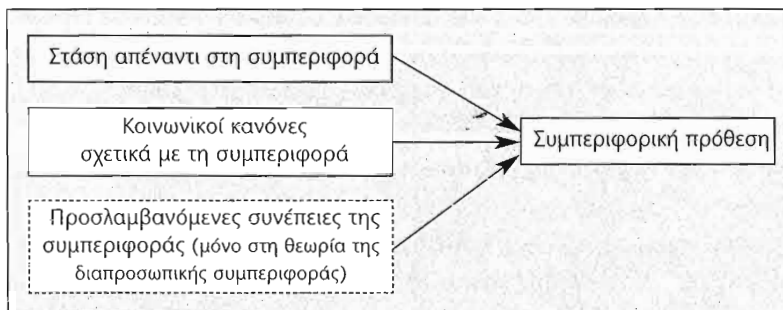 Στάση απέναντι στη συμπεριφορά
Κοινωνικοί κανόνες
σχετικά με τη συμπεριφορά
Προσλαμβανόμενες συνέπειες της
συμπεριφοράς (μόνο στη θεωρία της
διαπροσωπικής συμπεριφοράς)
Συμπεριφορική πρόθεση